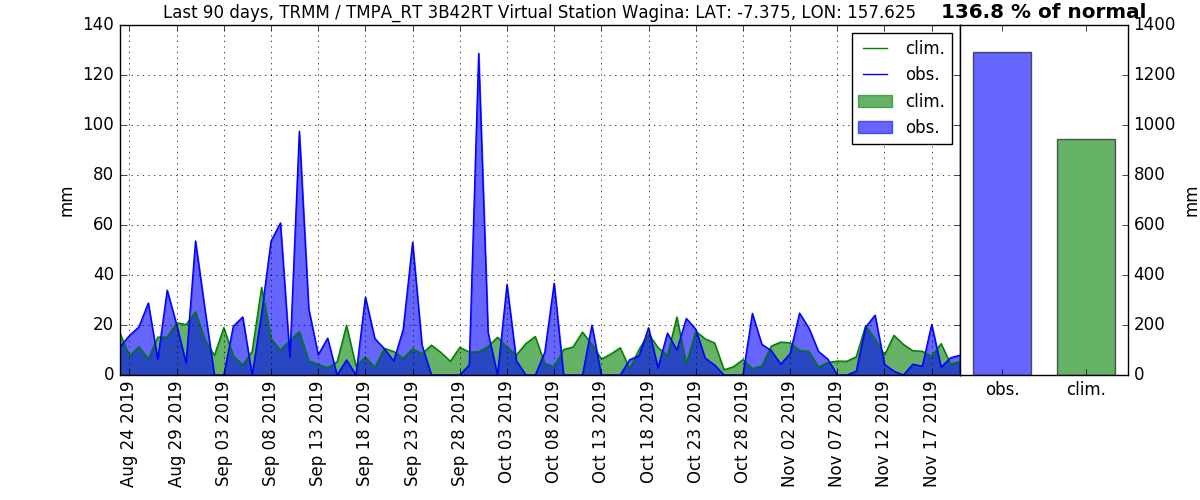 Last 90 days, TRMM / TMPA_RT 3B42RT Virtual Station Wagina: LAT: -7.375, LON: 157.625
136.8 % of normal
140
120
100
80
60
40
20
0
mm
clim.
obs.
clim.
obs.
1400
1200
1000
800
600
400
200
0
mm
Aug 24 2019
Aug 29 2019
Sep 03 2019
Sep 08 2019
Sep 13 2019
Sep 18 2019
Sep 23 2019
Sep 28 2019
Oct 03 2019
Oct 08 2019
Oct 13 2019
Oct 18 2019
Oct 23 2019
Oct 28 2019
Nov 02 2019
Nov 07 2019
Nov 12 2019
Nov 17 2019
obs.
clim.